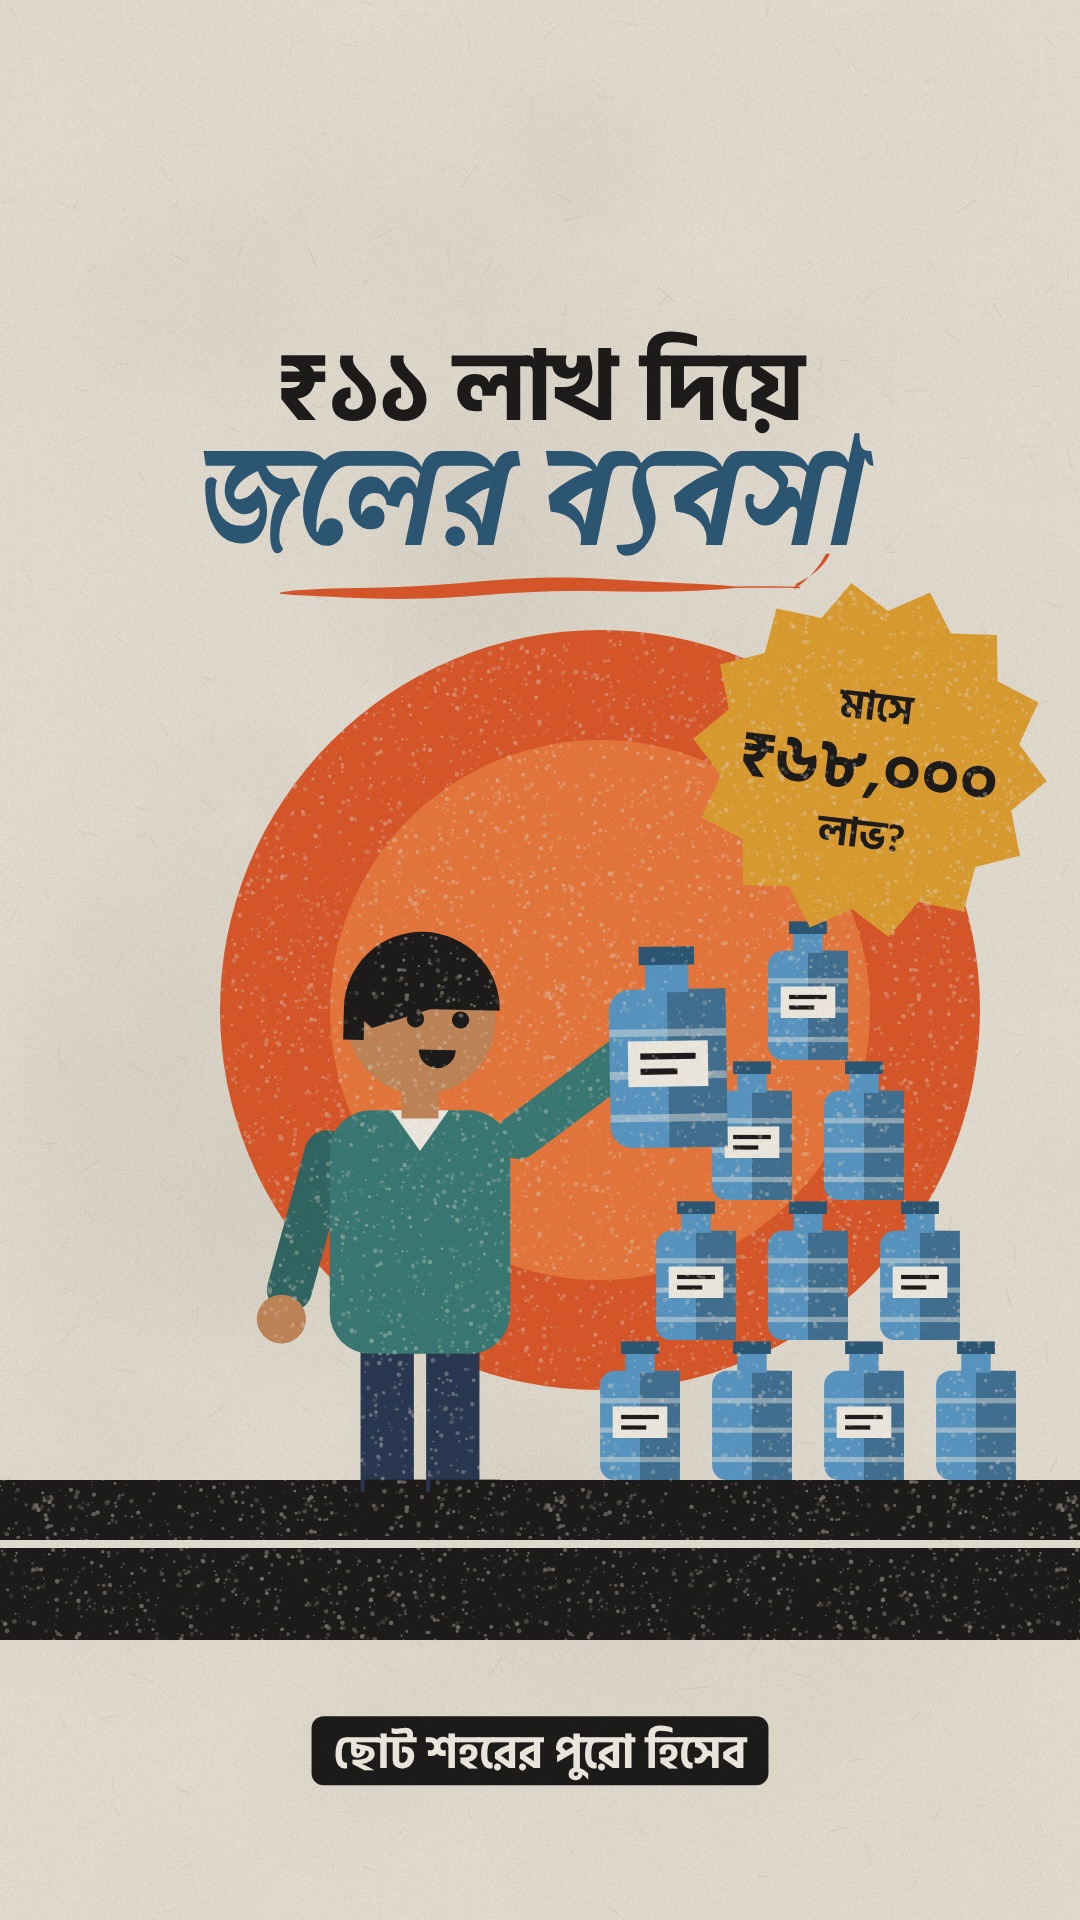 ₹১১ লাখ দিয়ে
জলের ব্যবসা
মাসে
₹৬৮,০০০
লাভ?
ছোট শহরের পুরো হিসেব